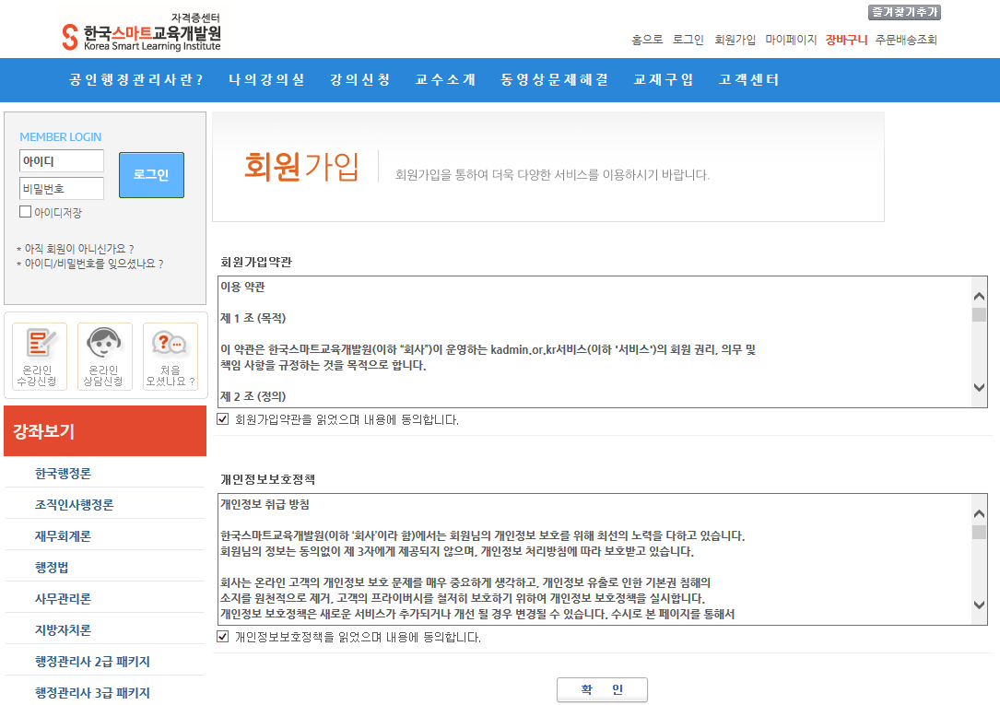 자격증센터
한국스마트교육개발원
Korea Smart Learning Institute
즐겨찾기추가
홈으로 로그인 회원가입 마이페이지 장바구니 주문배송조회
공인행정관리사란? 나의강의실 강의신청 교수소개 동영상문제해결 교재구입 고객센터
MEMBER LOGIN
아이디
비밀번호
로그인
아이디저장
* 아직 회원이 아니신가요 ?
* 아이디/비밀번호를 잊으셨나요 ?
온라인
수강신청
온라인
상담신청
처음
오셨나요 ?
강좌보기
한국행정론
조직인사행정론
재무회계론
행정법
사무관리론
지방자치론
행정관리사 2급 패키지
행정관리사 3급 패키지
회원가입
회원가입을 통하여 더욱 다양한 서비스를 이용하시기 바랍니다.
회원가입약관
이용 약관
제 1 조 (목적)
이 약관은 한국스마트교육개발원(이하 “회사”)이 운영하는 kadmin.or.kr서비스(이하 '서비스')의 회원 권리, 의무 및
책임 사항을 규정하는 것을 목적으로 합니다.
제 2 조 (정의)
회원가입약관을 읽었으며 내용에 동의합니다.
개인정보보호정책
개인정보 취급 방침
한국스마트교육개발원(이하 ‘회사’이라 함)에서는 회원님의 개인정보 보호를 위해 최선의 노력을 다하고 있습니다.
회원님의 정보는 동의없이 제 3자에게 제공되지 않으며, 개인정보 처리방침에 따라 보호받고 있습니다.
회사는 온라인 고객의 개인정보 보호 문제를 매우 중요하게 생각하고, 개인정보 유출로 인한 기본권 침해의
소지를 원천적으로 제거, 고객의 프라이버시를 철저히 보호하기 위하여 개인정보 보호정책을 실시합니다.
개인정보 보호정책은 새로운 서비스가 추가되거나 개선 될 경우 변경될 수 있습니다. 수시로 본 페이지를 통해서
개인정보보호정책을 읽었으며 내용에 동의합니다.
확 인